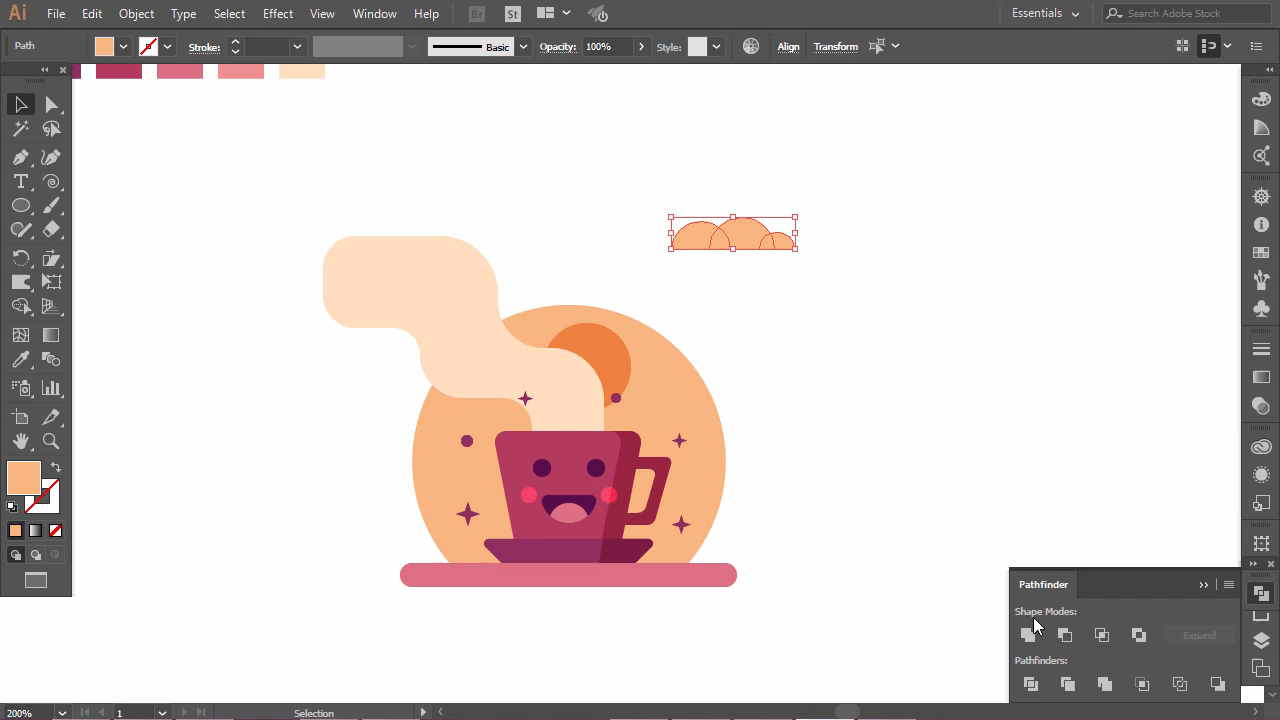 Ai File Edit Object Type Select Effect View Window Help Br St Essentials Search Adobe Stock
Path Stroke: Basic Opacity: 100% Style: Align Transform
Pathfinder
Shape Modes:
Expand
Pathfinders:
200% 1 Selection